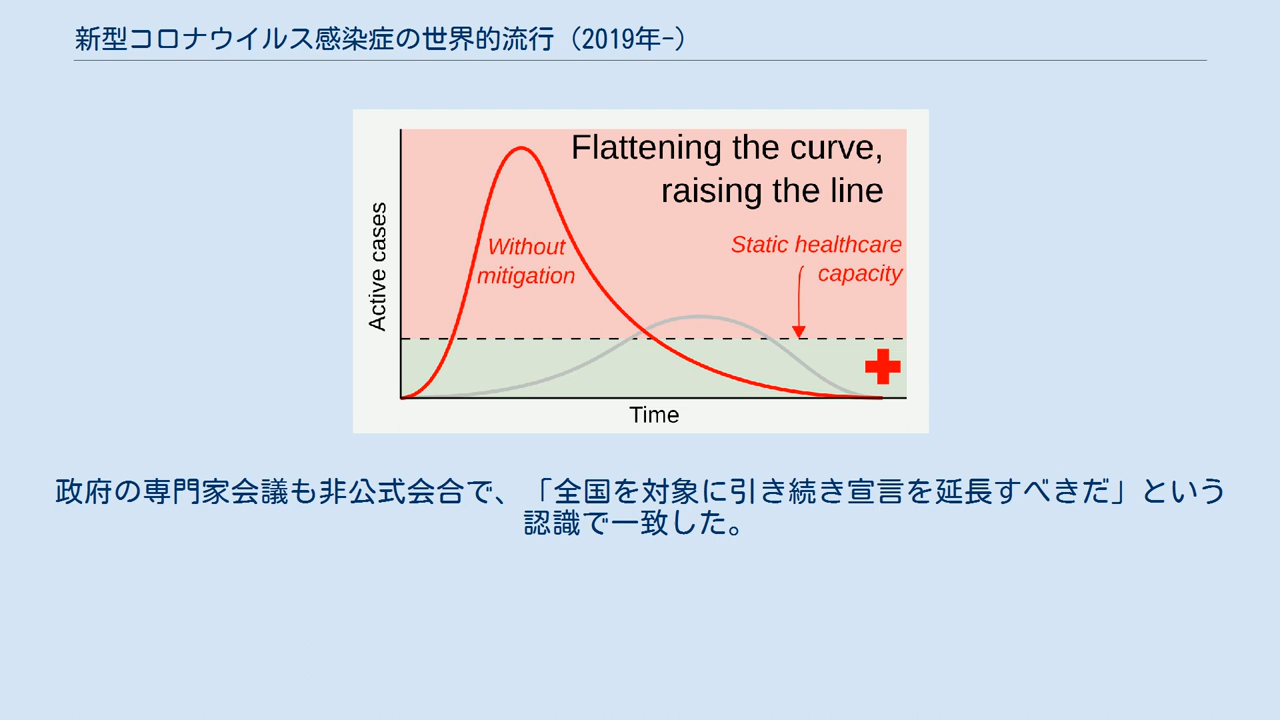 新型コロナウイルス感染症の世界的流行（2019年-）
Flattening the curve,
raising the line
Active cases
Without
mitigation
Static healthcare
capacity
Time
政府の専門家会議も非公式会合で、「全国を対象に引き続き宣言を延長すべきだ」という
認識で一致した。